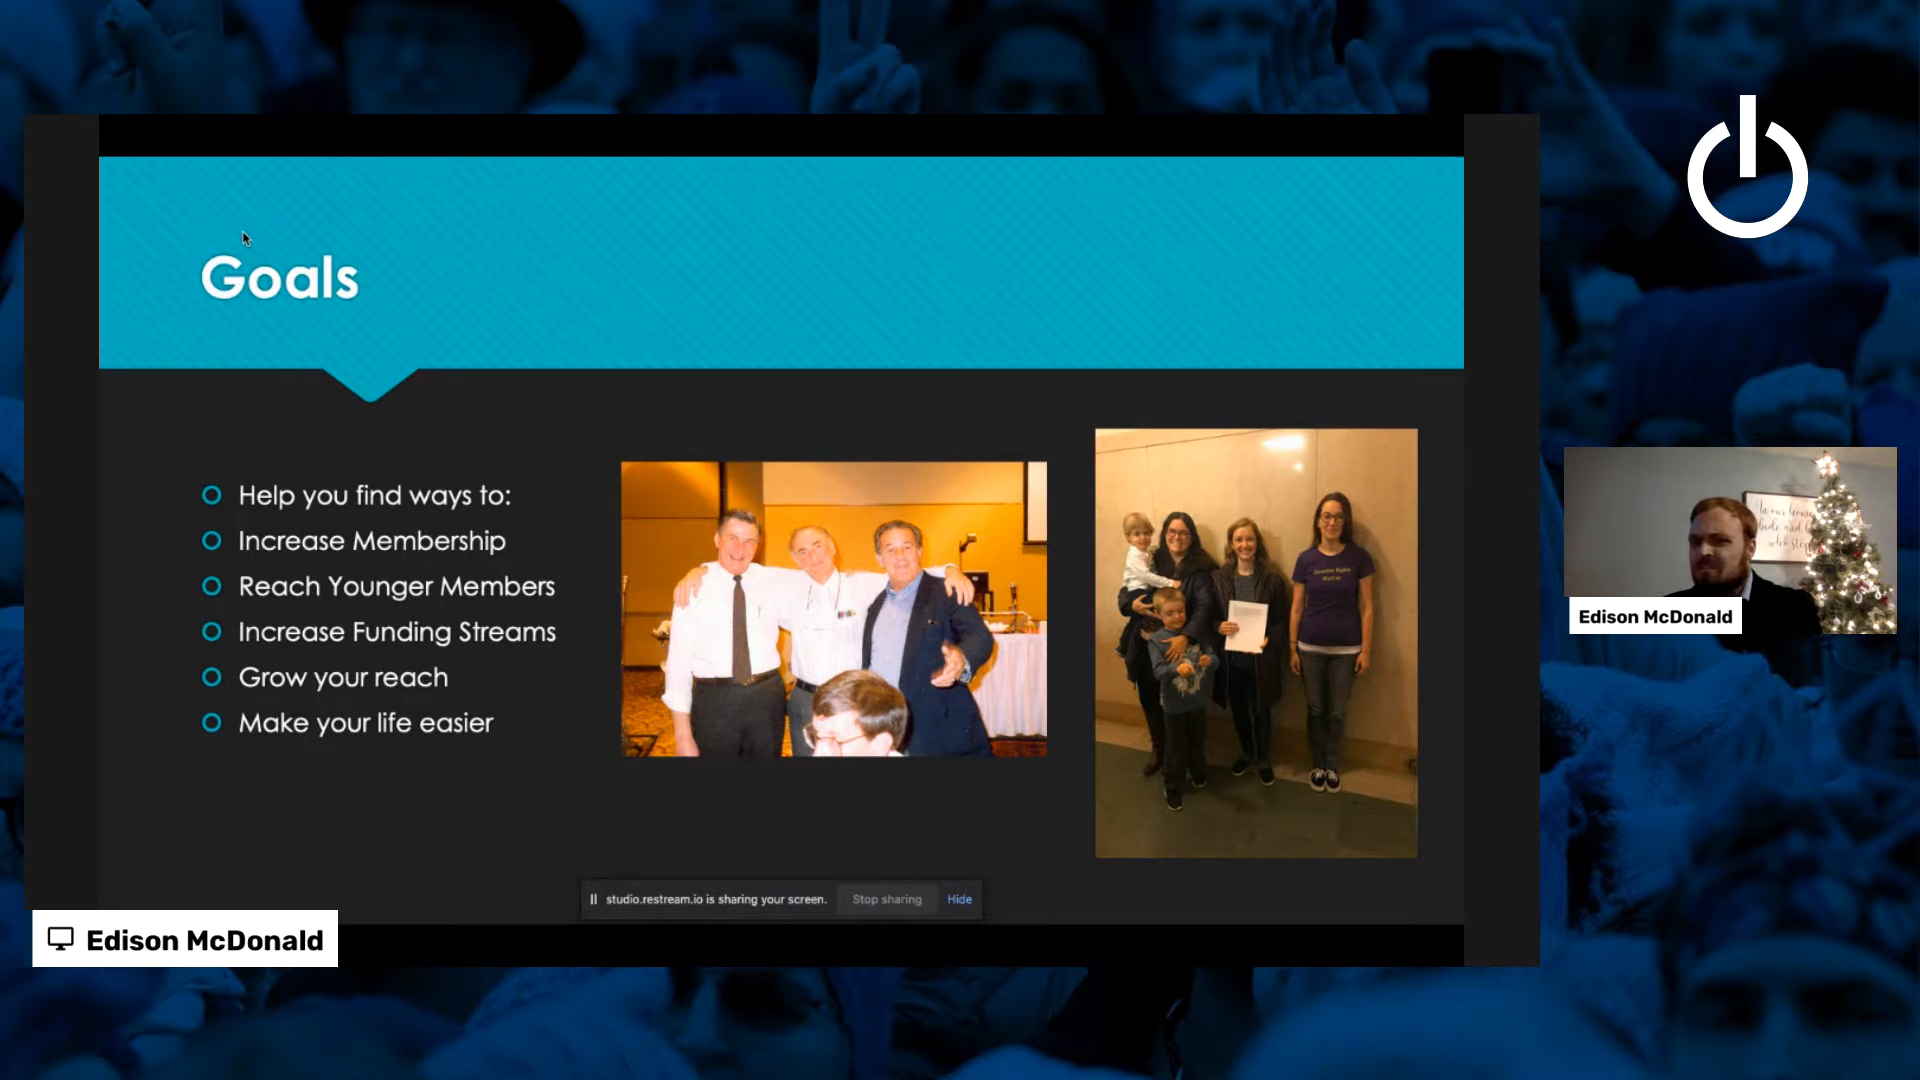 Goals
Help you find ways to:
Increase Membership
Reach Younger Members
Increase Funding Streams
Grow your reach
Make your life easier
studio.restream.io is sharing your screen. Stop sharing Hide
Edison McDonald
Edison McDonald